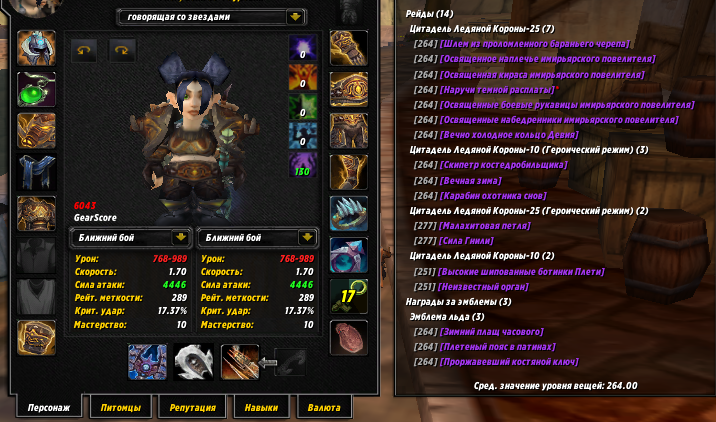 говорящая со звездами
0
0
0
0
130
6043
GearScore
Ближний бой
Ближний бой
Урон: 768-989
Скорость: 1.70
Сила атаки: 4446
Рейт. меткости: 289
Крит. удар: 17.37%
Мастерство: 10
Урон: 768-989
Скорость: 1.70
Сила атаки: 4446
Рейт. меткости: 289
Крит. удар: 17.37%
Мастерство: 10
17
Персонаж
Питомцы
Репутация
Навыки
Валюта
Рейды (14)
Цитадель Ледяной Короны-25 (7)
[264] [Шлем из проломленного бараньего черепа]
[264] [Освященное наплечье имирьярского повелителя]
[264] [Освященная кираса имирьярского повелителя]
[264] [Наручи темной расплаты]*
[264] [Освященные боевые рукавицы имирьярского повелителя]
[264] [Освященные набедренники имирьярского повелителя]
[264] [Вечно холодное кольцо Девия]
Цитадель Ледяной Короны-10 (Героический режим) (3)
[264] [Скипетр костедробильщика]
[264] [Вечная зима]
[264] [Карабин охотника снов]
Цитадель Ледяной Короны-25 (Героический режим) (2)
[277] [Малахитовая петля]
[277] [Сила Гнили]
Цитадель Ледяной Короны-10 (2)
[251] [Высокие шипованные ботинки Плети]
[251] [Неизвестный орган]
Награды за эмблемы (3)
Эмблема льда (3)
[264] [Зимний плащ часового]
[264] [Плетеный пояс в патинах]
[264] [Проржавевший костяной ключ]
Сред. значение уровня вещей: 264.00